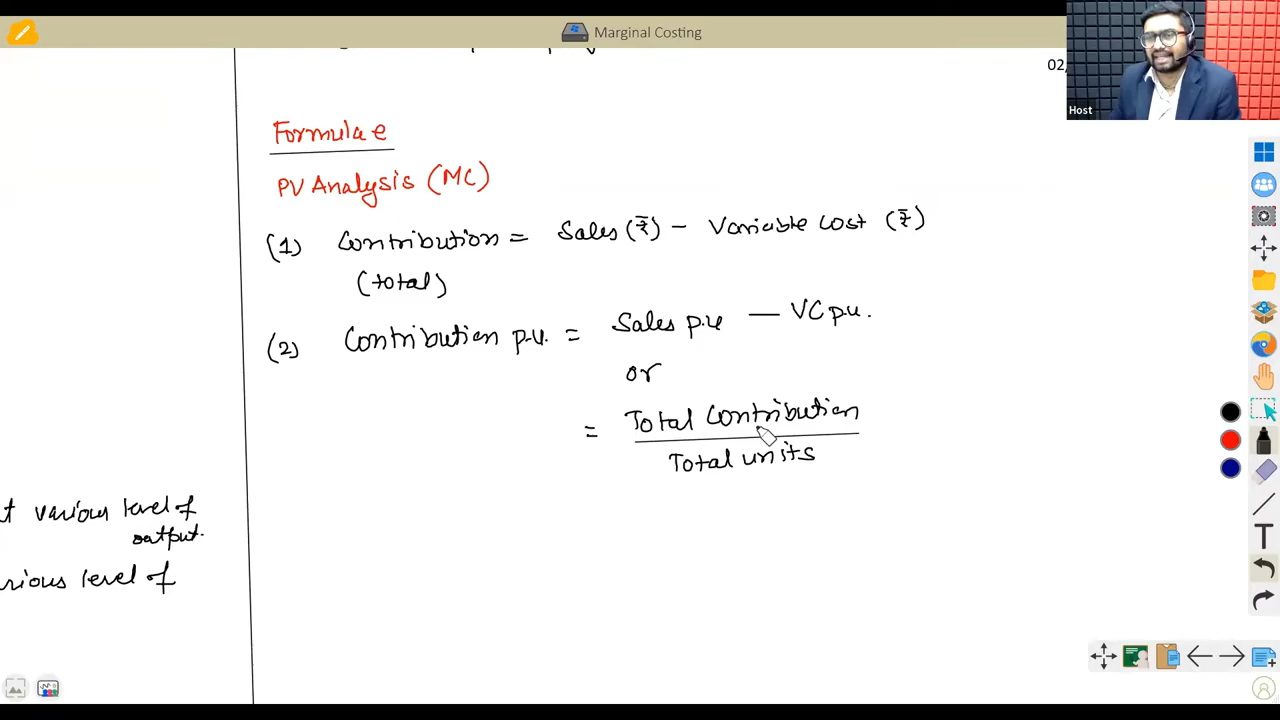 Marginal Costing
02/
Host
Formulae
PV Analysis (MC)
(1) Contribution = Sales (₹) - Variable Cost (₹)
(total)
(2) Contribution p.u. = Sales p.u — VC p.u.
or
= Total Contribution
Total units
t various level of
output.
rious level of